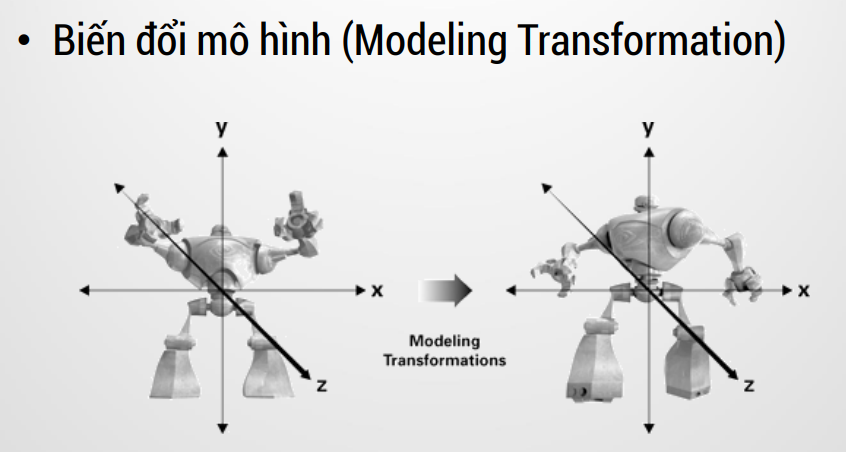 • Biến đổi mô hình (Modeling Transformation)
y
x
z
Modeling
Transformations
y
x
z